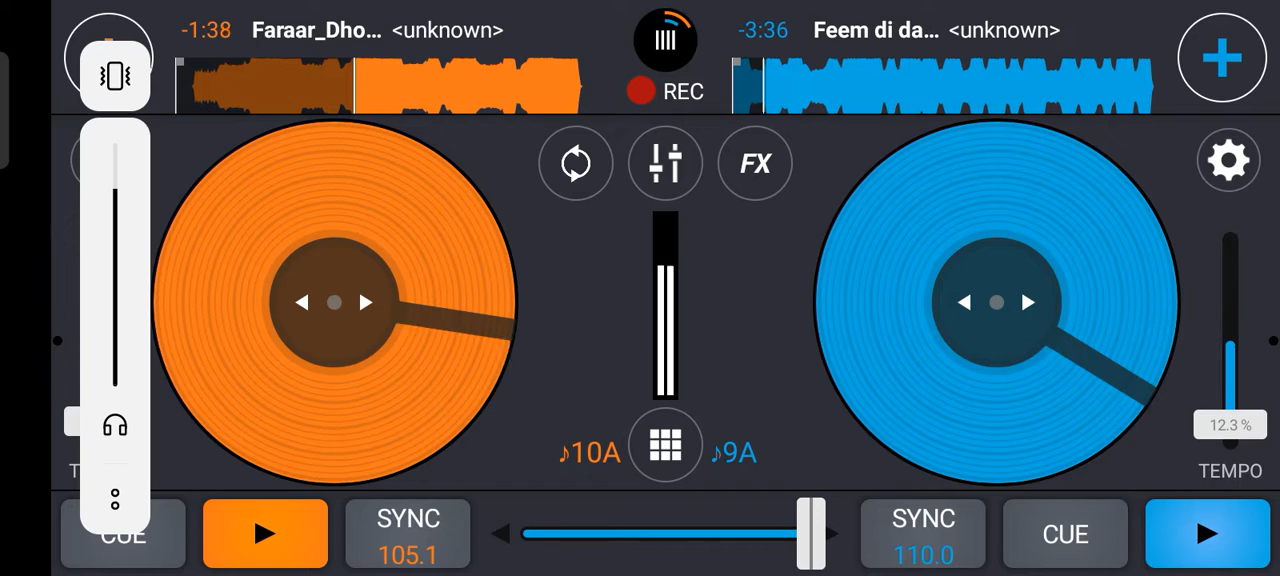 -1:38 Faraar_Dho... <unknown>
-3:36 Feem di da... <unknown>
REC
FX
♪10A
♪9A
12.3 %
TEMPO
CUE
SYNC
105.1
SYNC
110.0
CUE